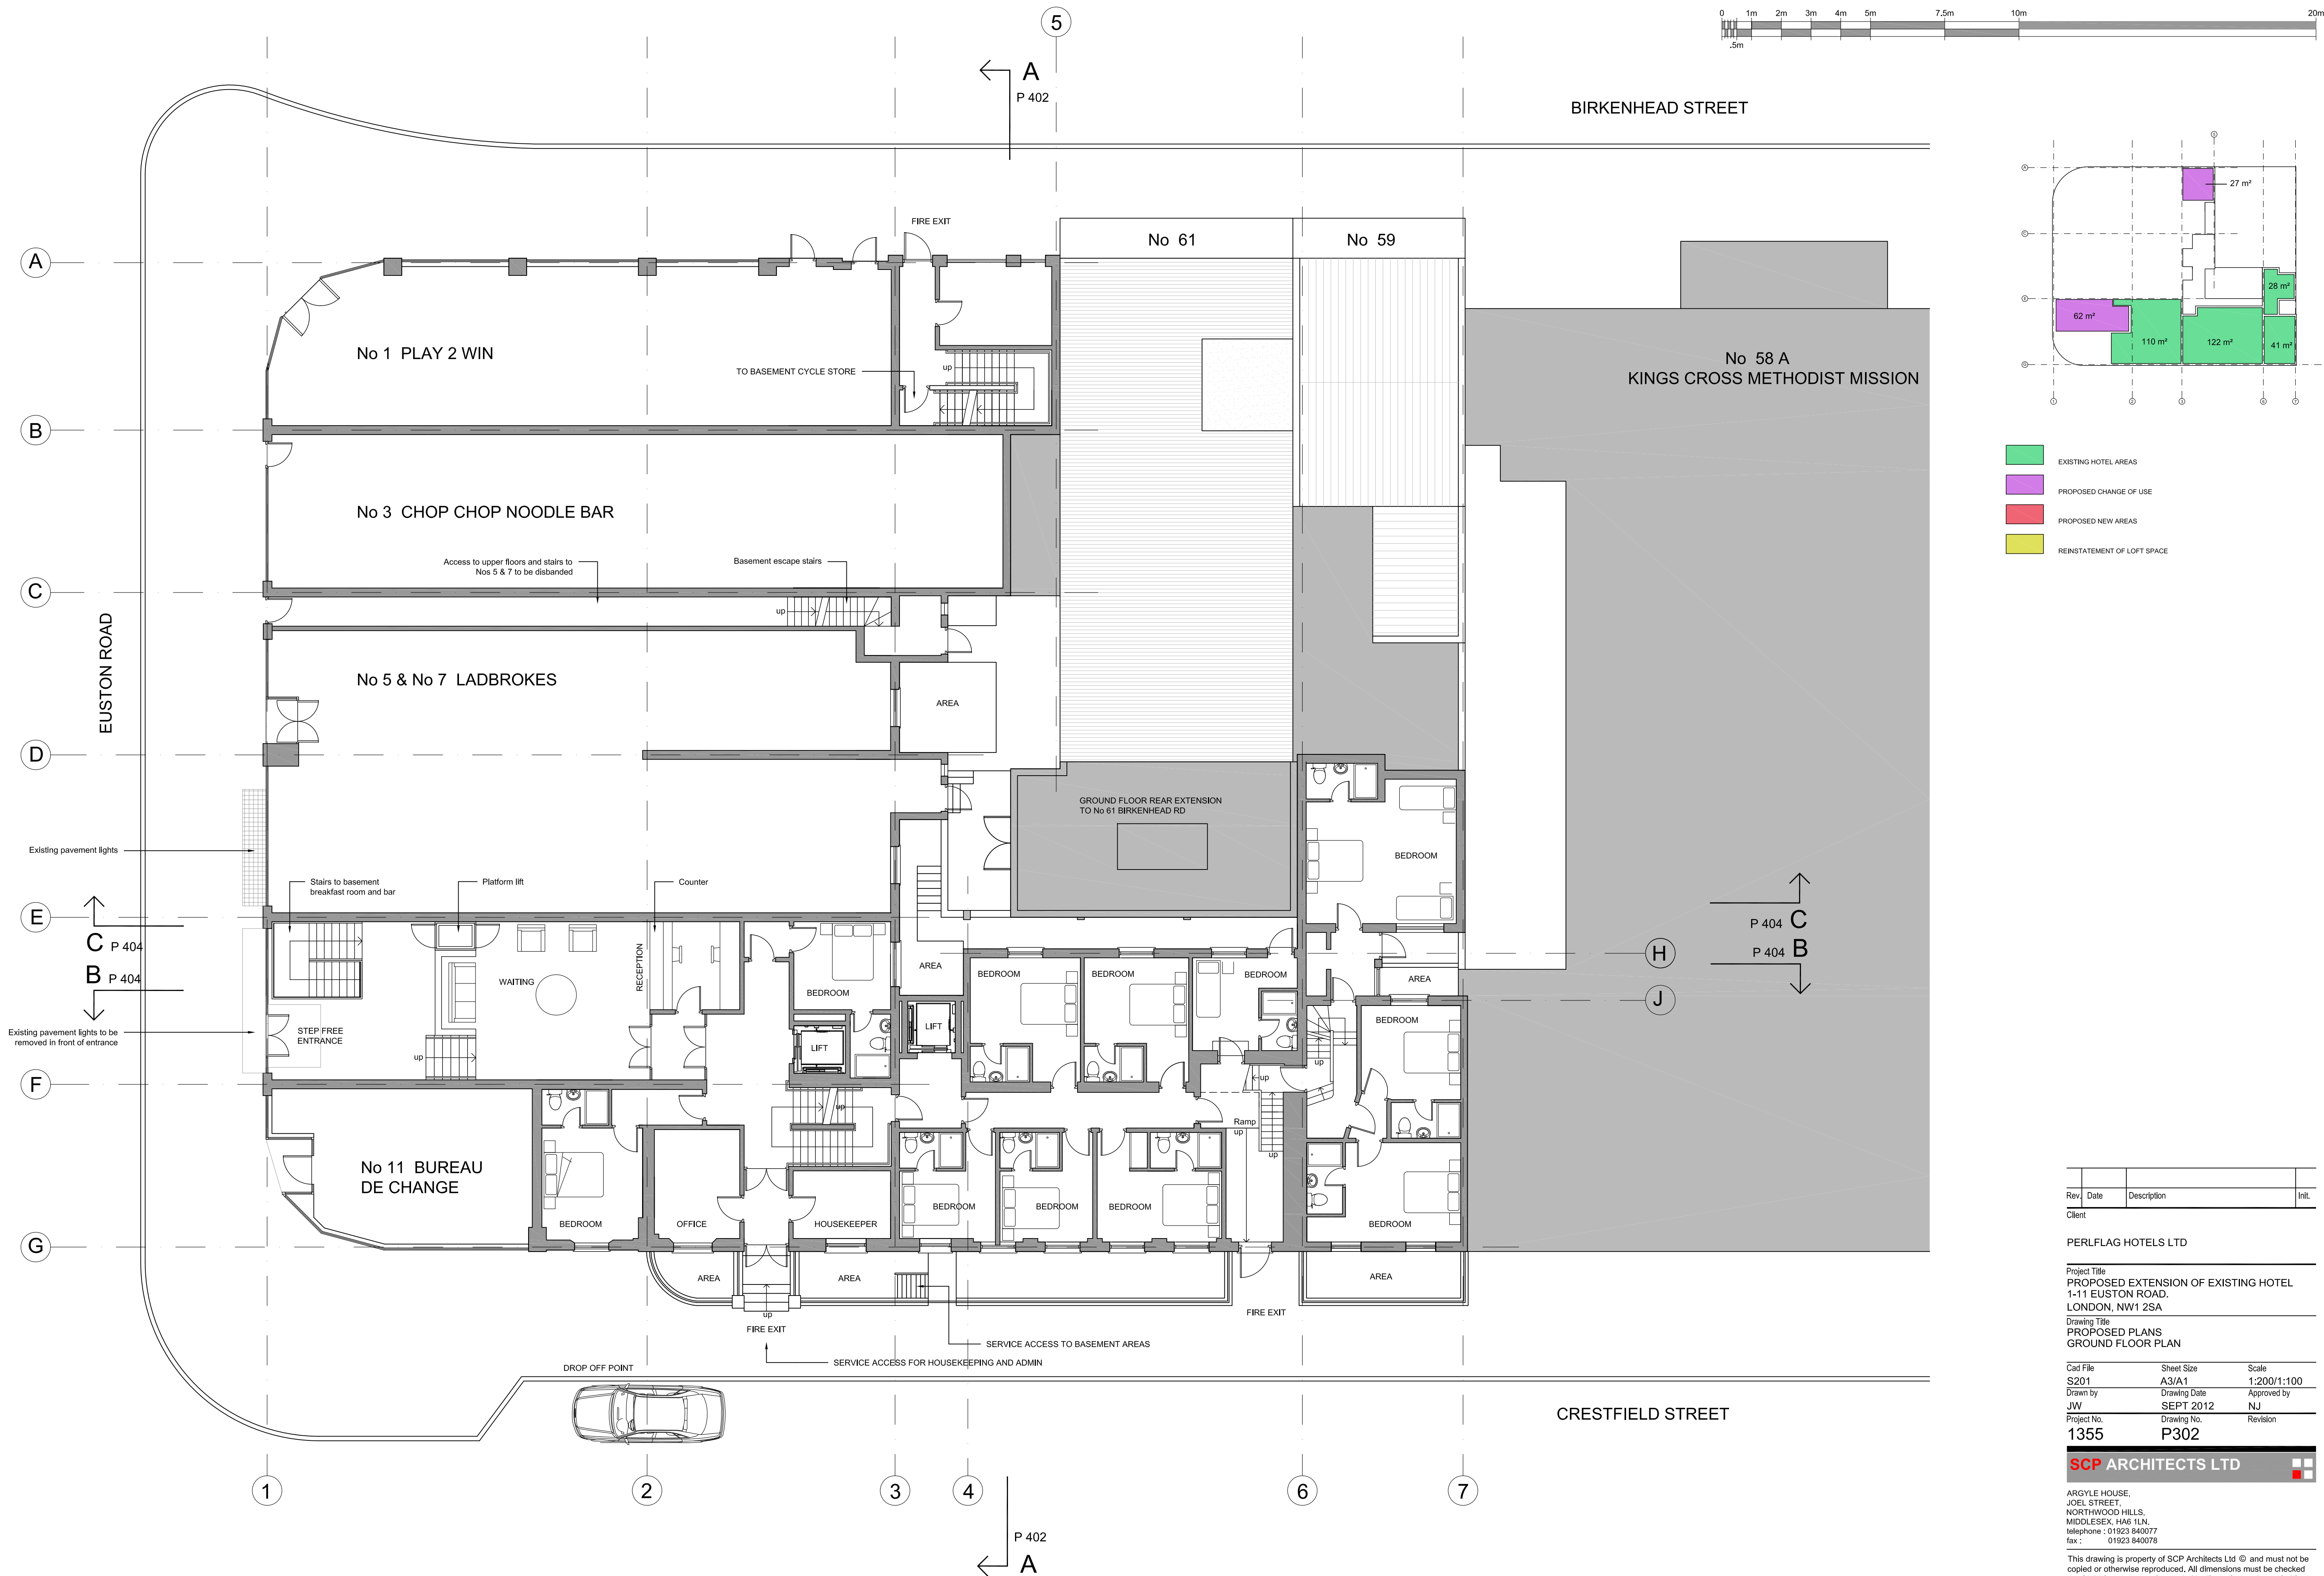 0 1m 2m 3m 4m 5m 7.5m 10m 20m
.5m
5
A
P 402
BIRKENHEAD STREET
27 m²
28 m²
62 m²
110 m²
122 m²
41 m²
EXISTING HOTEL AREAS
PROPOSED CHANGE OF USE
PROPOSED NEW AREAS
REINSTATEMENT OF LOFT SPACE
FIRE EXIT
No 61
No 59
A
No 1 PLAY 2 WIN
TO BASEMENT CYCLE STORE
up
No 58 A
KINGS CROSS METHODIST MISSION
B
No 3 CHOP CHOP NOODLE BAR
Access to upper floors and stairs to
Nos 5 & 7 to be disbanded
Basement escape stairs
C
up
EUSTON ROAD
No 5 & No 7 LADBROKES
AREA
D
GROUND FLOOR REAR EXTENSION
TO No 61 BIRKENHEAD RD
Existing pavement lights
BEDROOM
Stairs to basement
breakfast room and bar
Platform lift
Counter
E
C P 404
B P 404
P 404 C
P 404 B
H
J
WAITING
RECEPTION
BEDROOM
AREA
BEDROOM
BEDROOM
BEDROOM
AREA
Existing pavement lights to be
removed in front of entrance
STEP FREE
ENTRANCE
up
LIFT
LIFT
BEDROOM
up
up
F
up
Ramp
up
up
No 11 BUREAU
DE CHANGE
BEDROOM
OFFICE
HOUSEKEEPER
BEDROOM
BEDROOM
BEDROOM
BEDROOM
G
AREA
AREA
AREA
up
FIRE EXIT
FIRE EXIT
SERVICE ACCESS TO BASEMENT AREAS
SERVICE ACCESS FOR HOUSEKEEPING AND ADMIN
DROP OFF POINT
CRESTFIELD STREET
1
2
3
4
6
7
P 402
A
Rev. Date Description Init.
Client
PERLFLAG HOTELS LTD
Project Title
PROPOSED EXTENSION OF EXISTING HOTEL
1-11 EUSTON ROAD.
LONDON, NW1 2SA
Drawing Title
PROPOSED PLANS
GROUND FLOOR PLAN
Cad File Sheet Size Scale
S201 A3/A1 1:200/1:100
Drawn by Drawing Date Approved by
JW SEPT 2012 NJ
Project No. Drawing No. Revision
1355 P302
SCP ARCHITECTS LTD
ARGYLE HOUSE,
JOEL STREET,
NORTHWOOD HILLS,
MIDDLESEX, HA6 1LN.
telephone : 01923 840077
fax : 01923 840078
This drawing is property of SCP Architects Ltd © and must not be
copied or otherwise reproduced. All dimensions must be checked